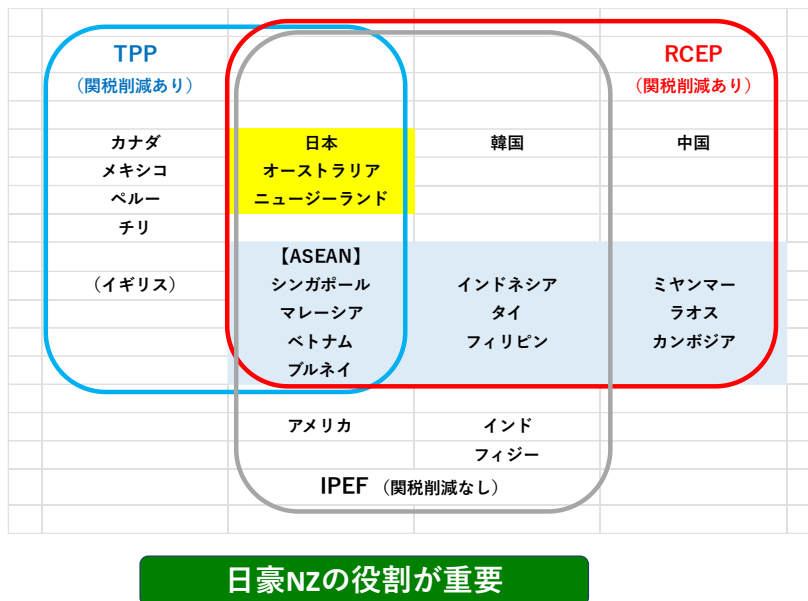 TPP
RCEP
（関税削減あり）
（関税削減あり）
カナダ
日本
韓国
中国
メキシコ
オーストラリア
ペルー
ニュージーランド
チリ
【ASEAN】
（イギリス）
シンガポール
インドネシア
ミヤンマー
マレーシア
タイ
ラオス
ベトナム
フィリピン
カンボジア
ブルネイ
アメリカ
インド
フィジー
IPEF（関税削減なし）
日豪NZの役割が重要